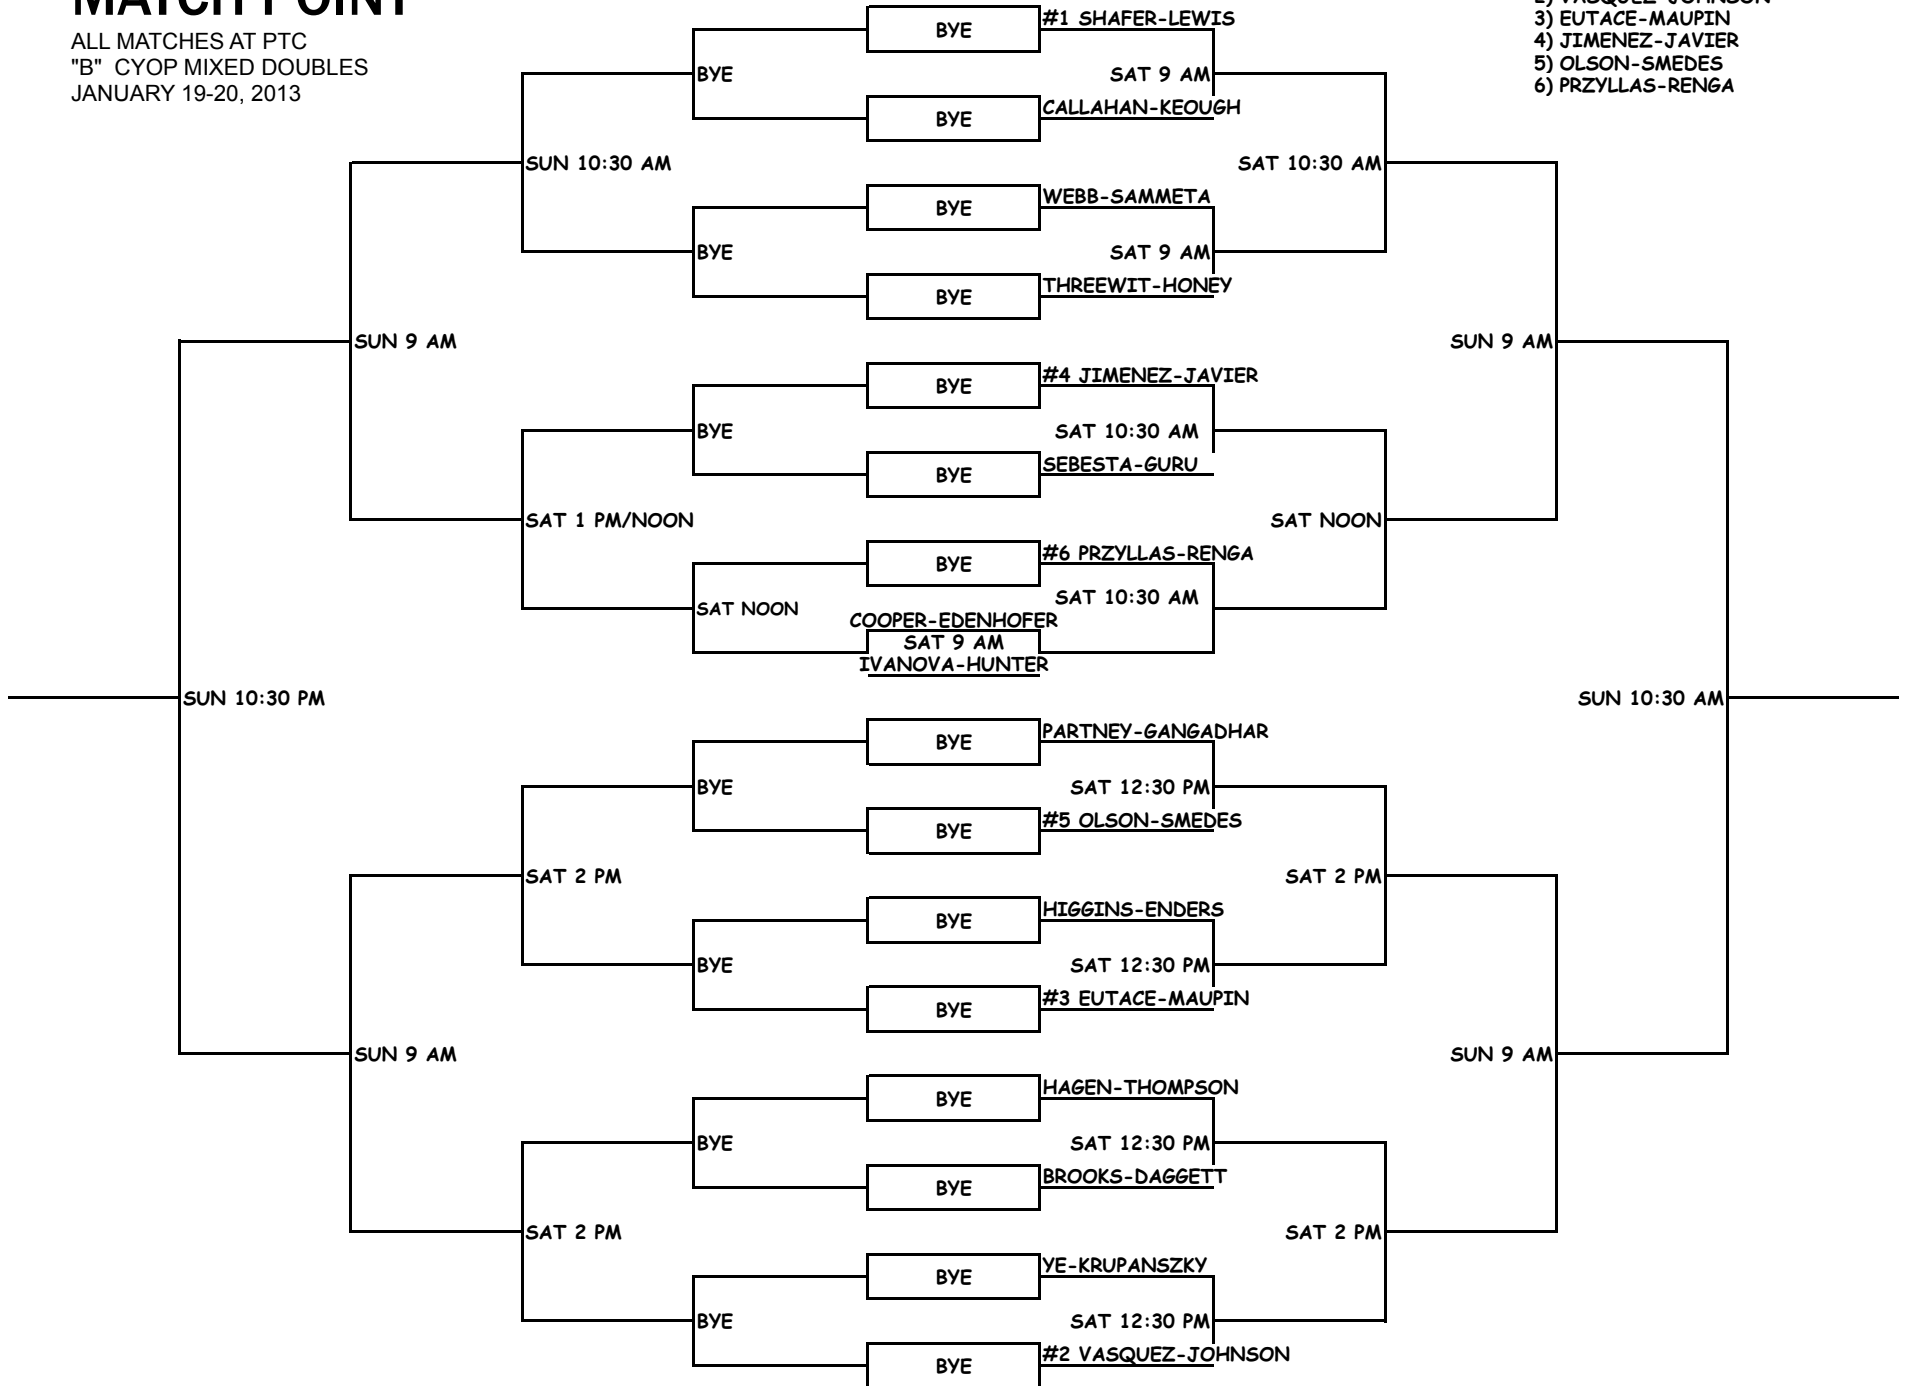 MATCH POINT
ALL MATCHES AT PTC
"B" CYOP MIXED DOUBLES
JANUARY 19-20, 2013
2) VASQUEZ-JOHNSON
3) EUTACE-MAUPIN
4) JIMENEZ-JAVIER
5) OLSON-SMEDES
6) PRZYLLAS-RENGA
BYE
#1 SHAFER-LEWIS
BYE
SAT 9 AM
BYE
CALLAHAN-KEOUGH
SUN 10:30 AM
SAT 10:30 AM
BYE
WEBB-SAMMETA
BYE
SAT 9 AM
BYE
THREEWIT-HONEY
SUN 9 AM
SUN 9 AM
BYE
#4 JIMENEZ-JAVIER
BYE
SAT 10:30 AM
BYE
SEBESTA-GURU
SAT 1 PM/NOON
SAT NOON
BYE
#6 PRZYLLAS-RENGA
SAT NOON
SAT 10:30 AM
COOPER-EDENHOFER
SAT 9 AM
IVANOVA-HUNTER
SUN 10:30 PM
SUN 10:30 AM
BYE
PARTNEY-GANGADHAR
BYE
SAT 12:30 PM
BYE
#5 OLSON-SMEDES
SAT 2 PM
SAT 2 PM
BYE
HIGGINS-ENDERS
BYE
SAT 12:30 PM
BYE
#3 EUTACE-MAUPIN
SUN 9 AM
SUN 9 AM
BYE
HAGEN-THOMPSON
BYE
SAT 12:30 PM
BYE
BROOKS-DAGGETT
SAT 2 PM
SAT 2 PM
BYE
YE-KRUPANSZKY
BYE
SAT 12:30 PM
BYE
#2 VASQUEZ-JOHNSON